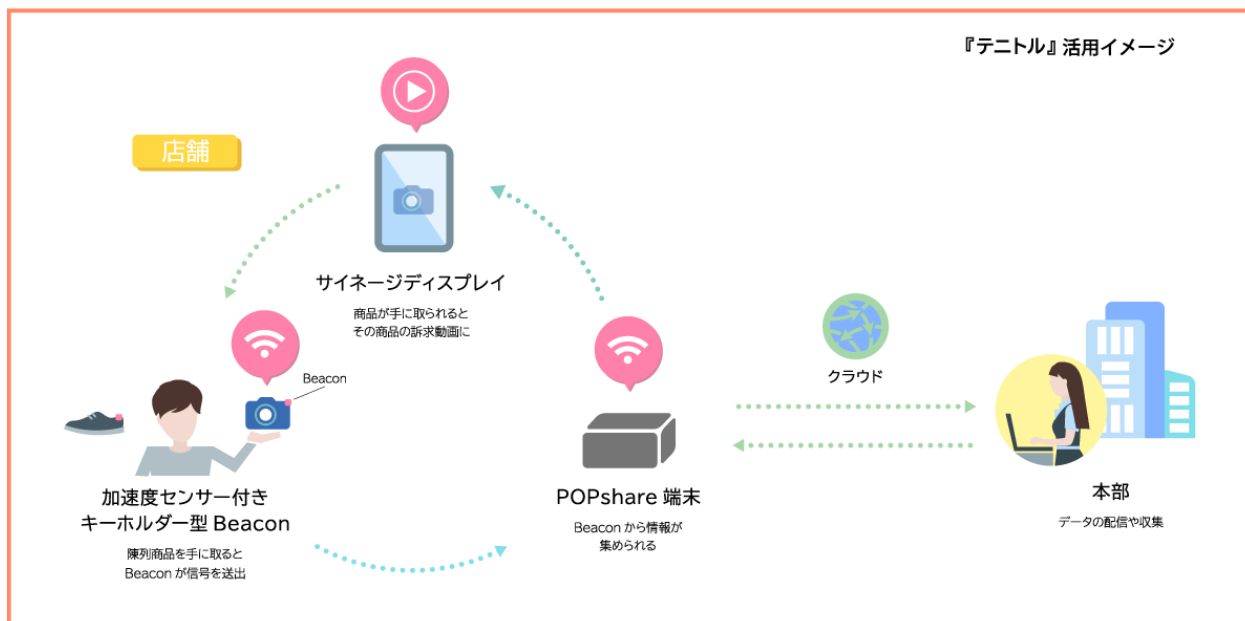 『テニトル』活用イメージ
店舗
サイネージディスプレイ
商品が手に取られると
その商品の訴求動画に
Beacon
クラウド
加速度センサー付き
キーホルダー型 Beacon
陳列商品を手に取ると
Beacon が信号を送出
POPshare 端末
Beacon から情報が
集められる
本部
データの配信や収集